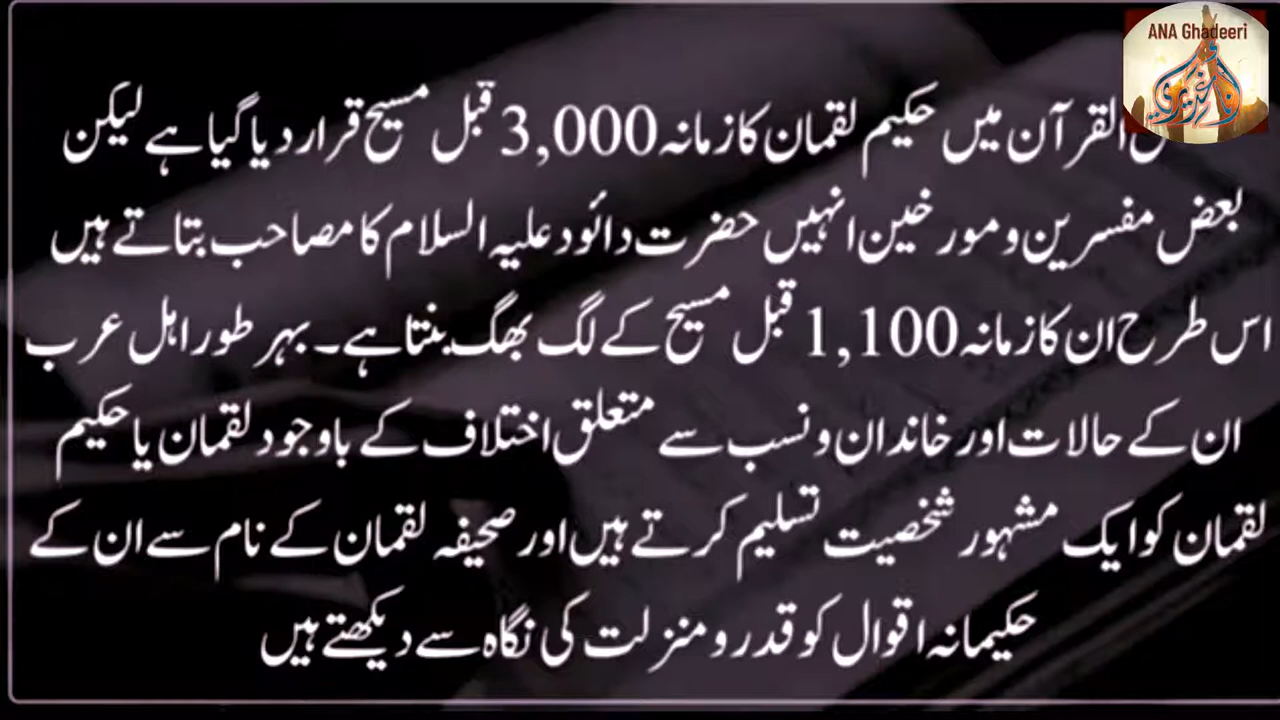 ANA Ghadeeri
القرآن میں حکیم لقمان کا زمانہ 3,000 قبل مسیح قرار دیا گیا ہے لیکن
بعض مفسرین و مورخین انہیں حضرت دائود علیہ السلام کا مصاحب بتاتے ہیں
اس طرح ان کا زمانہ 1,100 قبل مسیح کے لگ بھگ بنتا ہے۔ بہر طور اہل عرب
ان کے حالات اور خاندان و نسب سے متعلق اختلاف کے باوجود لقمان یا حکیم
لقمان کو ایک مشہور شخصیت تسلیم کرتے ہیں اور صحیفہ لقمان کے نام سے ان کے
حکیمانہ اقوال کو قدر و منزلت کی نگاہ سے دیکھتے ہیں